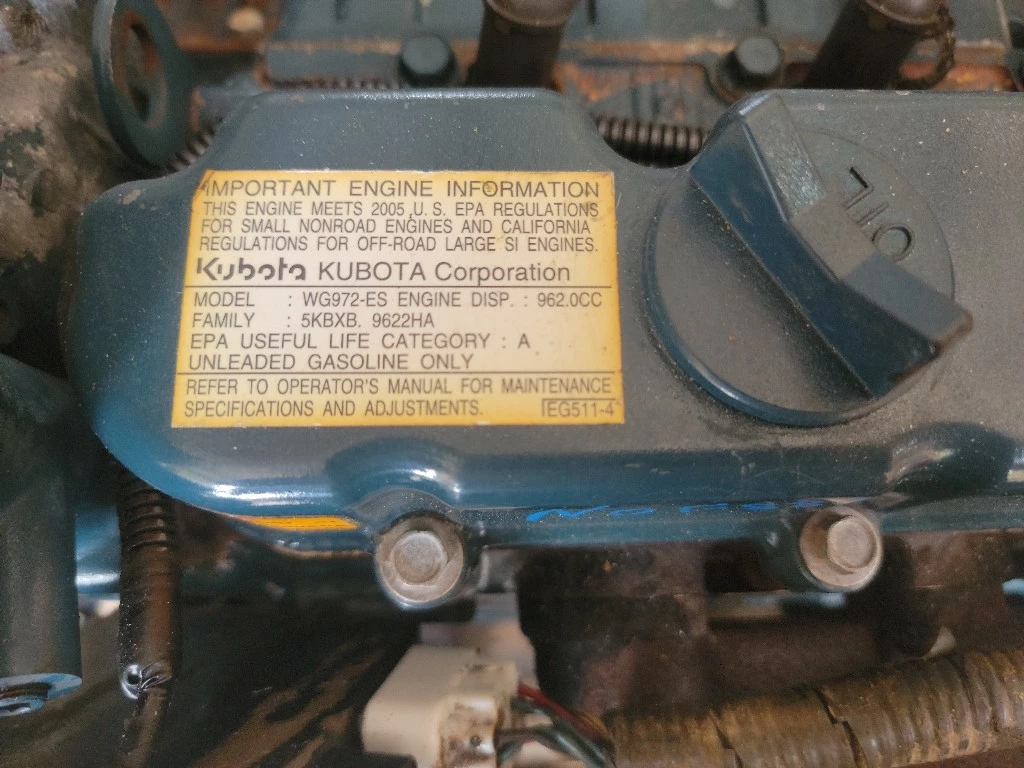 IMPORTANT ENGINE INFORMATION
THIS ENGINE MEETS 2005 U.S. EPA REGULATIONS
FOR SMALL NONROAD ENGINES AND CALIFORNIA
REGULATIONS FOR OFF-ROAD LARGE SI ENGINES.
Kubota KUBOTA Corporation
MODEL : WG972-ES ENGINE DISP. : 962.0CC
FAMILY : 5KBXB. 9622HA
EPA USEFUL LIFE CATEGORY : A
UNLEADED GASOLINE ONLY
REFER TO OPERATOR'S MANUAL FOR MAINTENANCE
SPECIFICATIONS AND ADJUSTMENTS. EG511-4
OIL